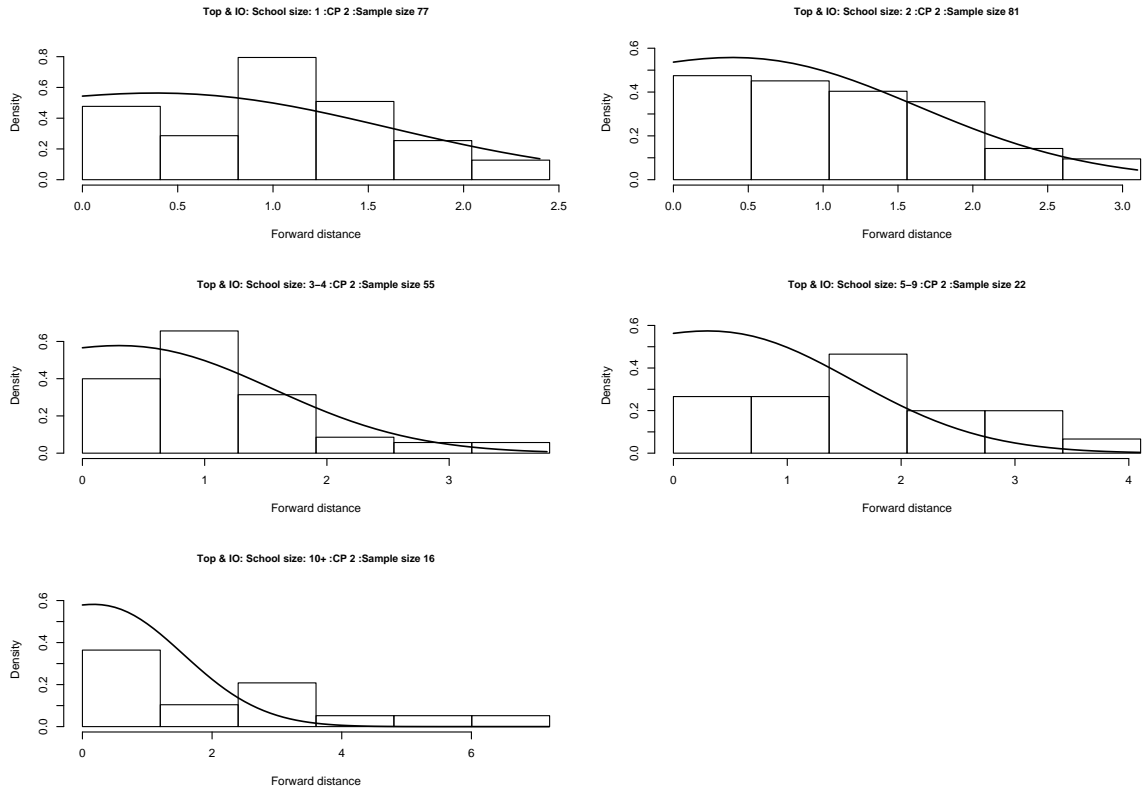 Top & IO: School size: 1 :CP 2 :Sample size 77
Density
0.0 0.2 0.4 0.6 0.8
0.0 0.5 1.0 1.5 2.0 2.5
Forward distance
Top & IO: School size: 2 :CP 2 :Sample size 81
Density
0.0 0.2 0.4 0.6
0.0 0.5 1.0 1.5 2.0 2.5 3.0
Forward distance
Top & IO: School size: 3−4 :CP 2 :Sample size 55
Density
0.0 0.2 0.4 0.6
0 1 2 3
Forward distance
Top & IO: School size: 5−9 :CP 2 :Sample size 22
Density
0.0 0.2 0.4 0.6
0 1 2 3 4
Forward distance
Top & IO: School size: 10+ :CP 2 :Sample size 16
Density
0.0 0.2 0.4 0.6
0 2 4 6
Forward distance